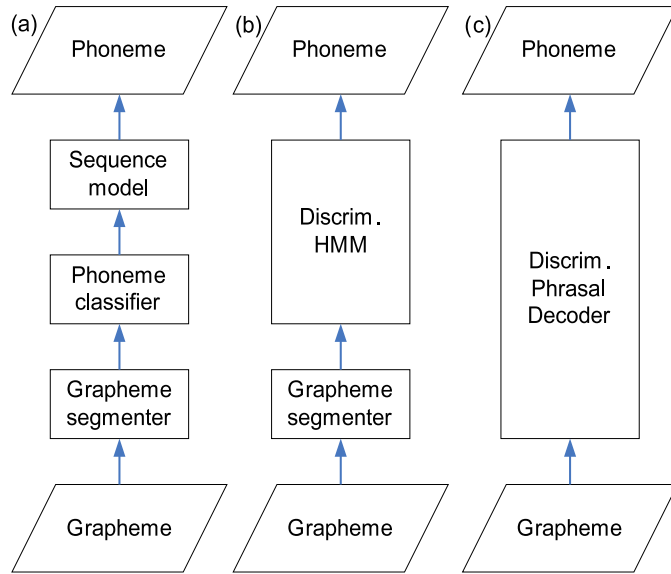 (a)
Phoneme
Sequence
model
Phoneme
classifier
Grapheme
segmenter
Grapheme
(b)
Phoneme
Discrim.
HMM
Grapheme
segmenter
Grapheme
(c)
Phoneme
Discrim.
Phrasal
Decoder
Grapheme